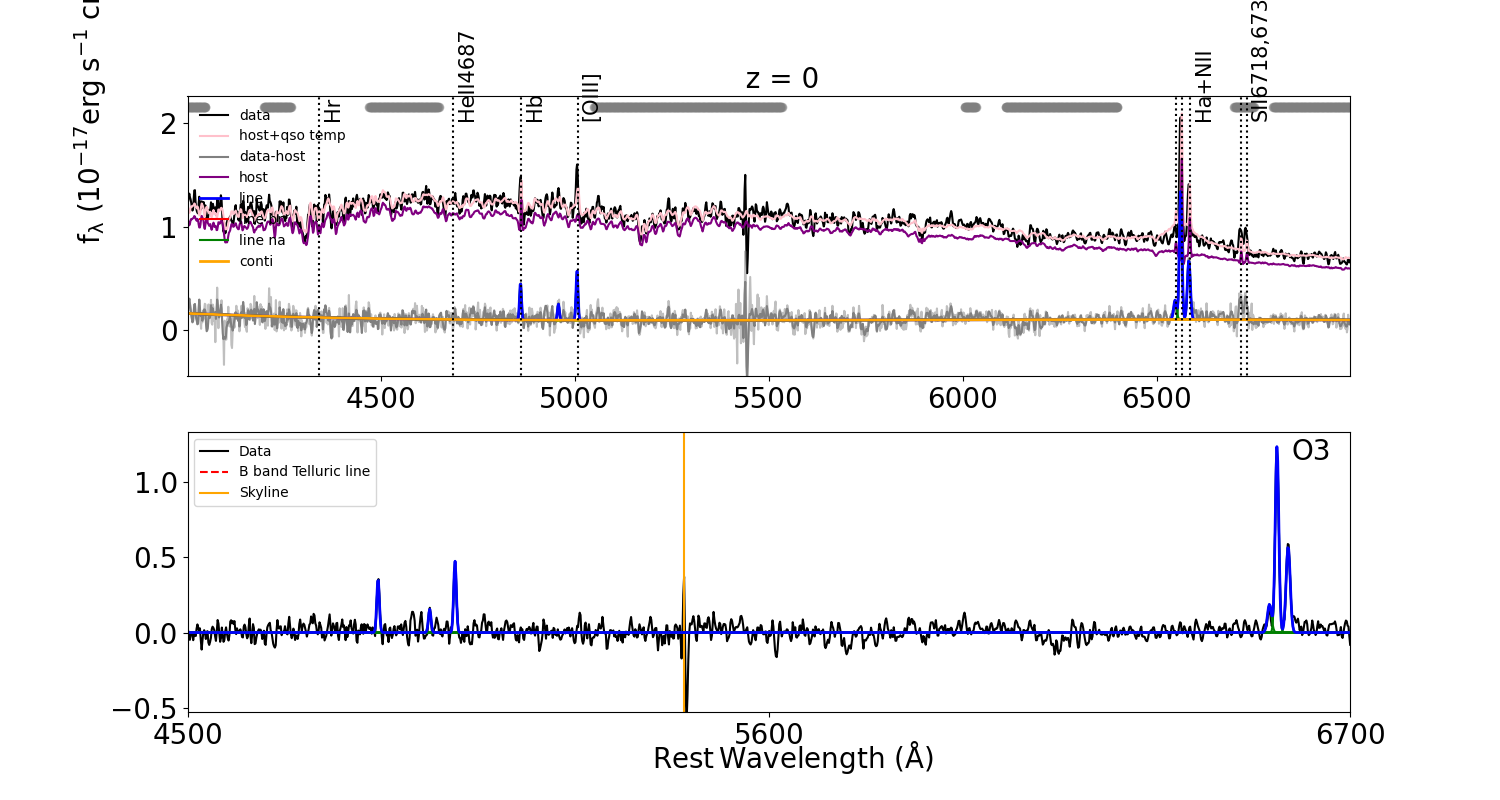 z = 0
f_λ (10^−17 erg s^−1
Hr
HeII4687
Hb
[OIII]
Ha+NII
SII6718,673
data
host+qso temp
data-host
host
line
line na
conti
2
1
0
4500 5000 5500 6000 6500
Data
B band Telluric line
Skyline
O3
1.0
0.5
0.0
−0.5
4500 5600 6700
Rest Wavelength (Å)